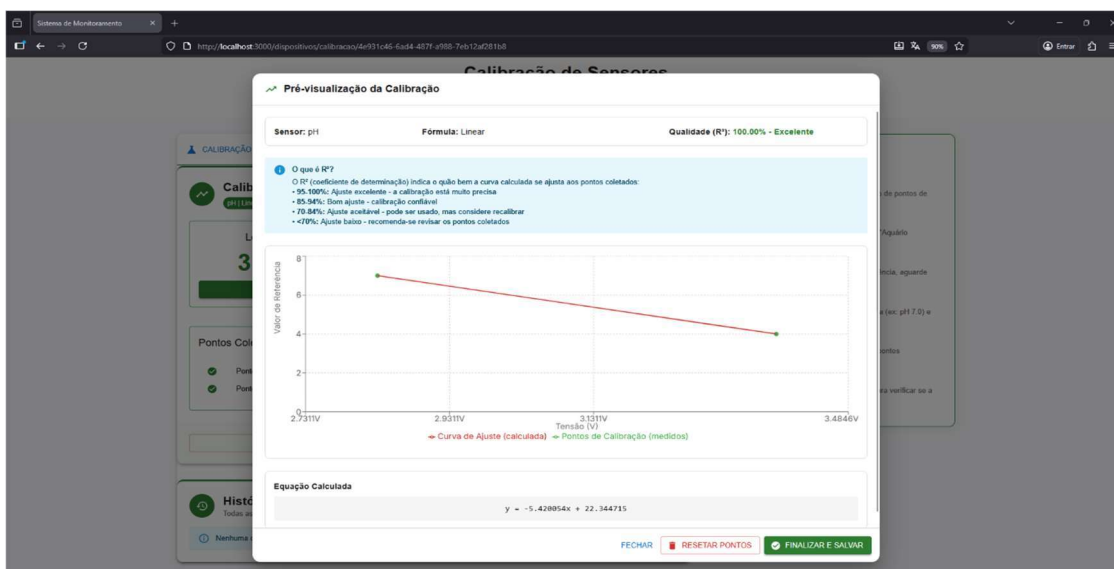 Sistema de Monitoramento
http://localhost:3000/dispositivos/calibracao/4e931c46-6ad4-487f-a988-7eb12af281b8
90%
Entrar
Calibração de Sensores
CALIBRAÇÃO
Calib
pH | Lin
L
3
Pontos Cole
Pont
Pont
Histó
Todas as
Nenhuma
Pré-visualização da Calibração
Sensor: pH
Fórmula: Linear
Qualidade (R²): 100.00% - Excelente
O que é R²?
O R² (coeficiente de determinação) indica o quão bem a curva calculada se ajusta aos pontos coletados:
• 95-100%: Ajuste excelente - a calibração está muito precisa
• 85-94%: Bom ajuste - calibração confiável
• 70-84%: Ajuste aceitável - pode ser usado, mas considere recalibrar
• <70%: Ajuste baixo - recomenda-se revisar os pontos coletados
Valor de Referência
8
6
4
2
0
2.7311V
2.9311V
3.1311V
3.4846V
Tensão (V)
Curva de Ajuste (calculada)
Pontos de Calibração (medidos)
Equação Calculada
y = -5.420054x + 22.344715
FECHAR
RESETAR PONTOS
FINALIZAR E SALVAR
de pontos de
"Aquário
ência, aguarde
a (ex: pH 7.0) e
pontos
ra verificar se a